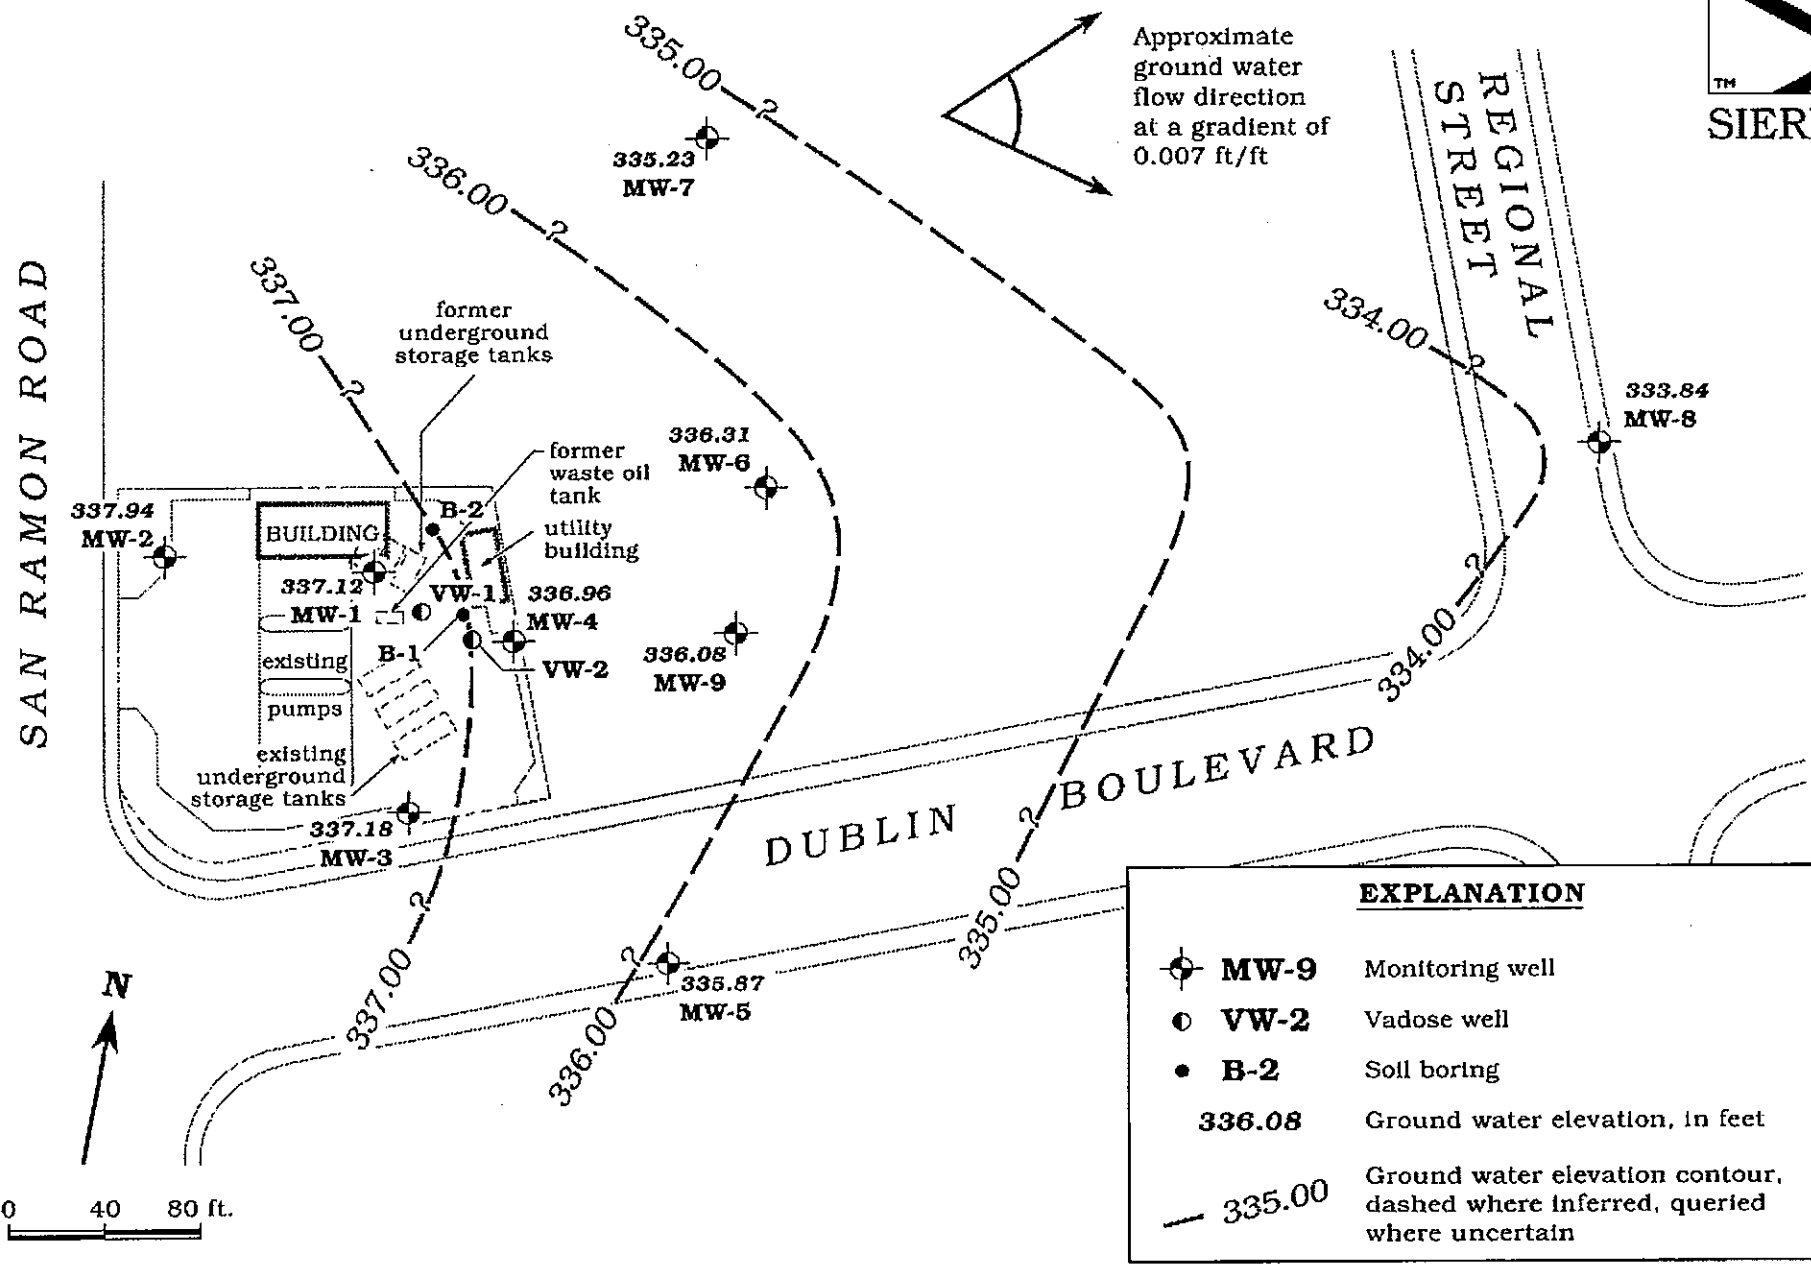 335.00
?
Approximate
ground water
flow direction
at a gradient of
0.007 ft/ft
REGIONAL
STREET
TM
335.23
MW-7
336.00
?
337.00
?
SAN RAMON ROAD
former
underground
storage tanks
334.00
?
333.84
MW-8
336.31
MW-6
former
waste oil
tank
337.94
MW-2
B-2
BUILDING
utility
building
337.12
MW-1
VW-1
336.96
MW-4
B-1
VW-2
336.08
MW-9
existing
pumps
existing
underground
storage tanks
337.18
MW-3
?
334.00
DUBLIN BOULEVARD
?
335.00
?
337.00
?
336.00
335.87
MW-5
N
0 40 80 ft.
EXPLANATION
MW-9 Monitoring well
VW-2 Vadose well
B-2 Soil boring
336.08 Ground water elevation, in feet
335.00 Ground water elevation contour,
dashed where inferred, queried
where uncertain